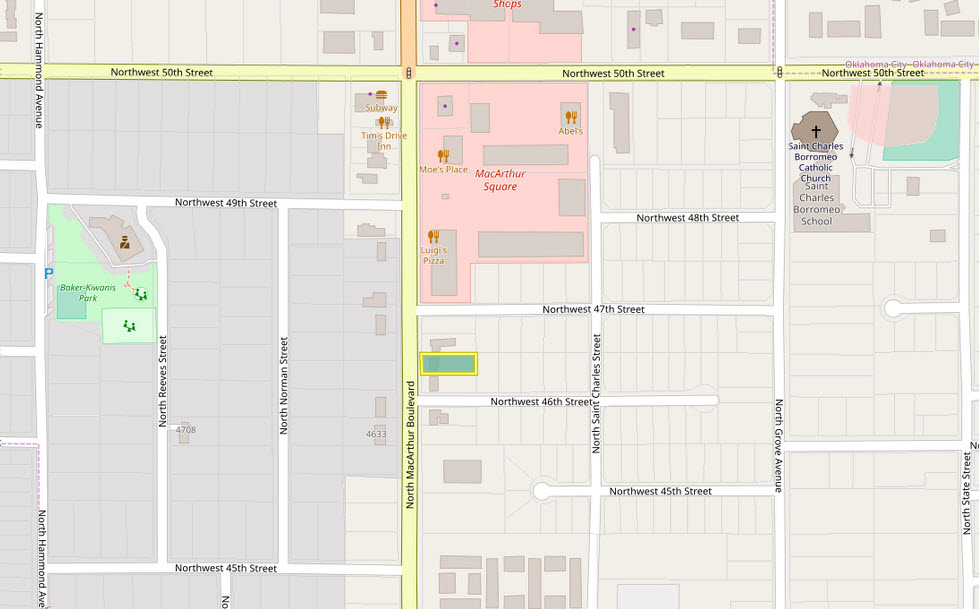 Shops
North Hammond Avenue
Northwest 50th Street
Northwest 50th Street
Oklahoma City
Oklahoma City
Northwest 50th Street
Subway
Tim's Drive
Inn
Abel's
Moe's Place
MacArthur
Square
Saint Charles
Borromeo
Catholic
Church
Saint
Charles
Borromeo
School
Northwest 49th Street
Northwest 48th Street
Luigi's
Pizza
P
Baker-Kiwanis
Park
Northwest 47th Street
North Reeves Street
North Norman Street
North MacArthur Boulevard
North Saint Charles Street
Northwest 46th Street
North Grove Avenue
4708
4633
North State Street
Northwest 45th Street
North Hammond Ave
Northwest 45th Street